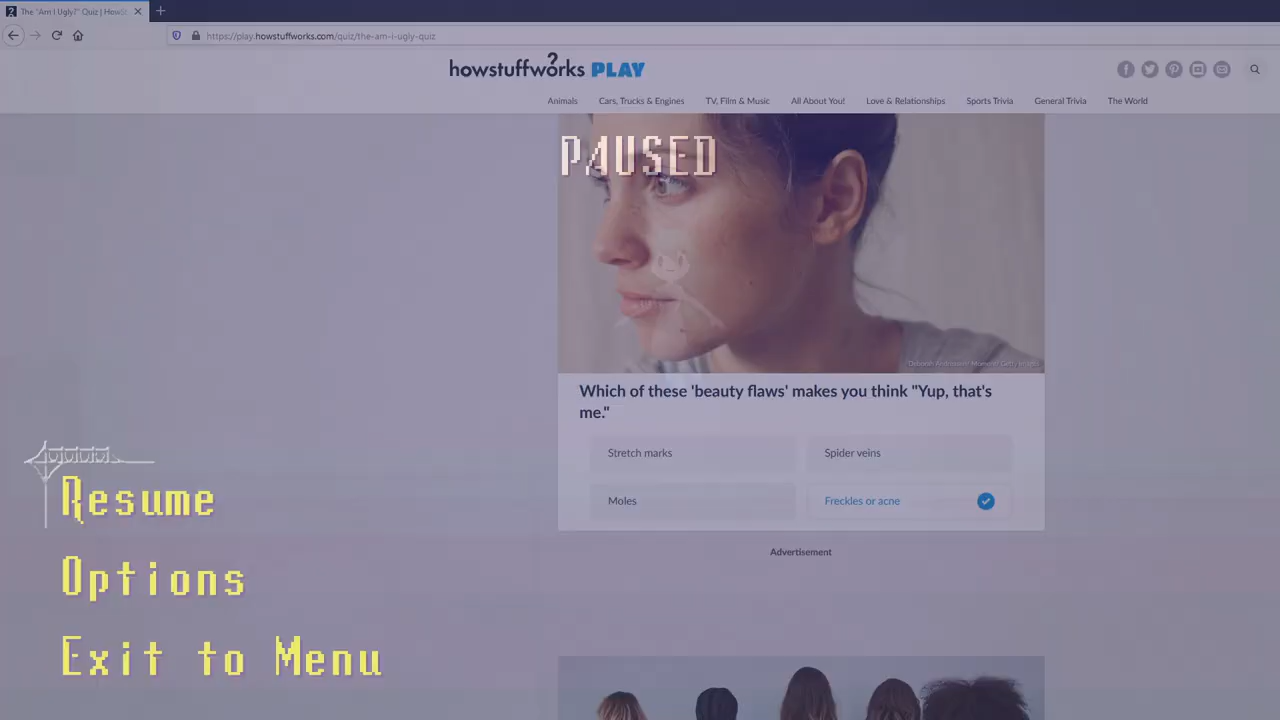 The "Am I Ugly?" Quiz | HowSt
https://play.howstuffworks.com/quiz/the-am-i-ugly-quiz
howstuffworks PLAY
Animals Cars, Trucks & Engines TV, Film & Music All About You! Love & Relationships Sports Trivia General Trivia The World
PAUSED
Which of these 'beauty flaws' makes you think "Yup, that's
me."
Stretch marks Spider veins
Moles Freckles or acne
Advertisement
Resume
Options
Exit to Menu